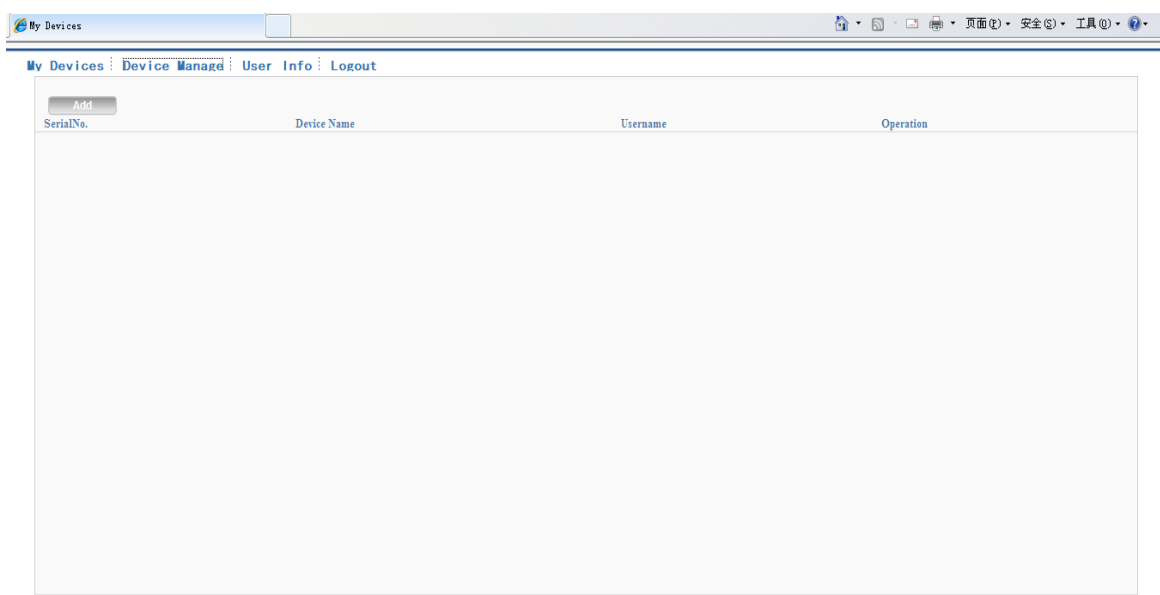 My Devices 页面(P) 安全(S) 工具(O)
My Devices Device Manage User Info Logout
Add
SerialNo. Device Name Username Operation